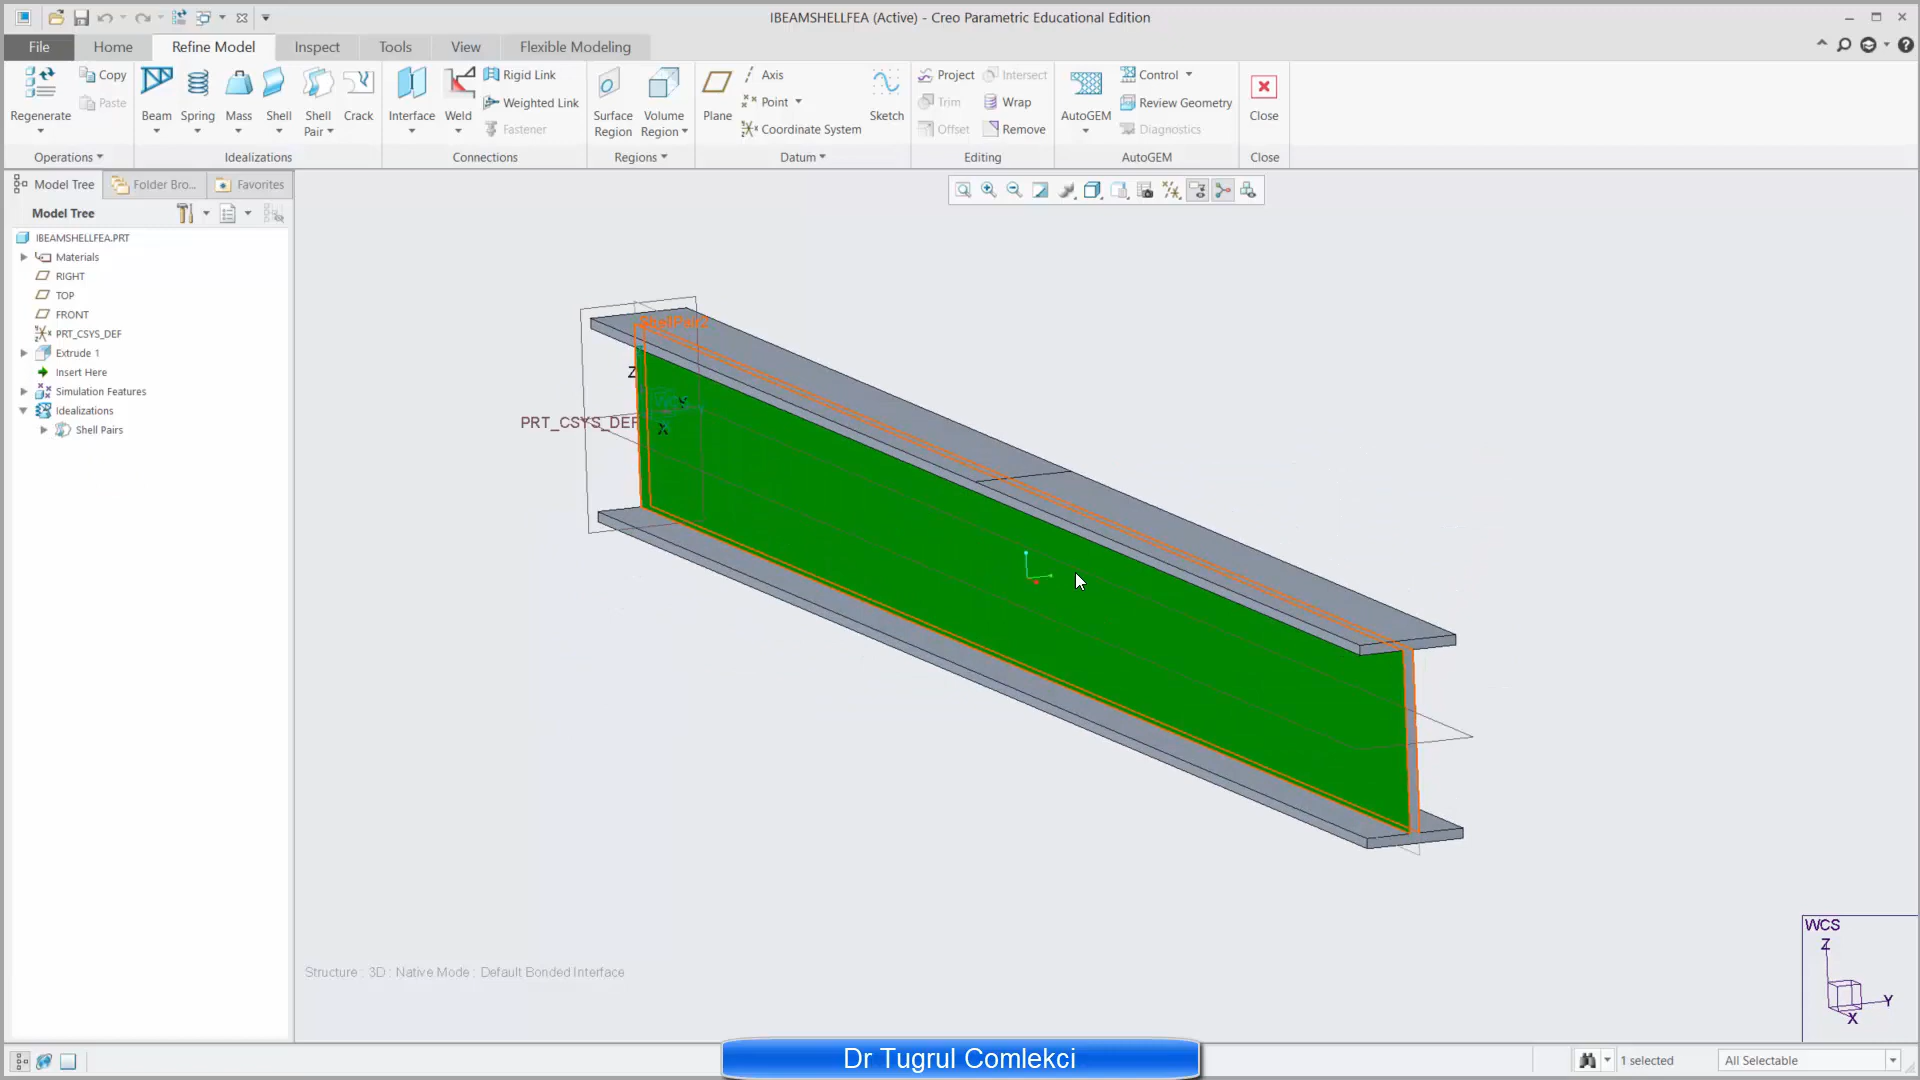 IBEAMSHELLFEA (Active) - Creo Parametric Educational Edition
File Home Refine Model Inspect Tools View Flexible Modeling
Regenerate
Copy
Paste
Operations
Beam
Spring
Mass
Shell
Shell Pair
Crack
Idealizations
Interface
Weld
Rigid Link
Weighted Link
Fastener
Connections
Surface Region
Volume Region
Regions
Plane
Axis
Point
Coordinate System
Sketch
Datum
Project
Intersect
Trim
Wrap
Offset
Remove
Editing
AutoGEM
Control
Review Geometry
Diagnostics
AutoGEM
Close
Close
Model Tree Folder Bro... Favorites
Model Tree
IBEAMSHELLFEA.PRT
Materials
RIGHT
TOP
FRONT
PRT_CSYS_DEF
Extrude 1
Insert Here
Simulation Features
Idealizations
Shell Pairs
Z
PRT_CSYS_DEF
X
Structure : 3D : Native Mode : Default Bonded Interface
WCS
Z
Y
X
Dr Tugrul Comlekci
1 selected
All Selectable